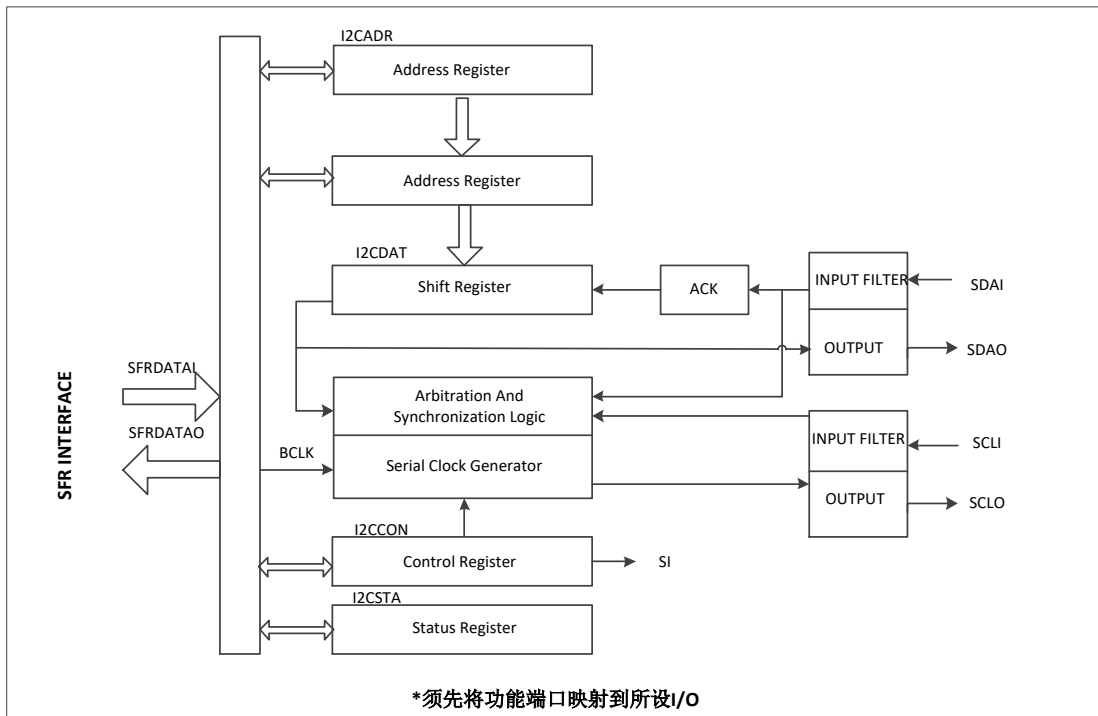 I2CADR
Address Register
Address Register
I2CDAT
Shift Register
ACK
INPUT FILTER
SDAI
OUTPUT
SDAO
SFRDATAI
SFRDATAO
SFR INTERFACE
Arbitration And
Synchronization Logic
BCLK
Serial Clock Generator
INPUT FILTER
SCLI
OUTPUT
SCLO
I2CCON
Control Register
SI
I2CSTA
Status Register
*须先将功能端口映射到所设I/O